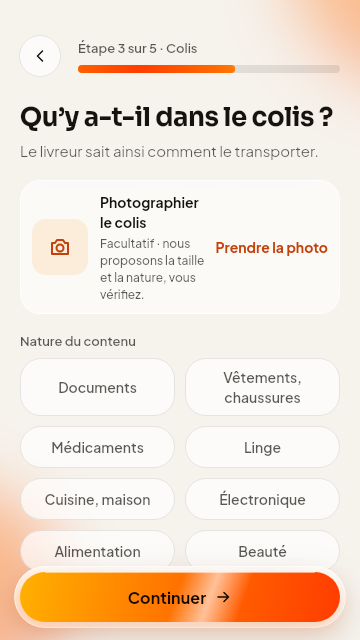 Étape 3 sur 5 · Colis
Qu’y a-t-il dans le colis ?
Le livreur sait ainsi comment le transporter.
Photographier
le colis
Facultatif · nous
proposons la taille
et la nature, vous
vérifiez.
Prendre la photo
Nature du contenu
Documents
Vêtements,
chaussures
Médicaments
Linge
Cuisine, maison
Électronique
Alimentation
Beauté
Continuer →